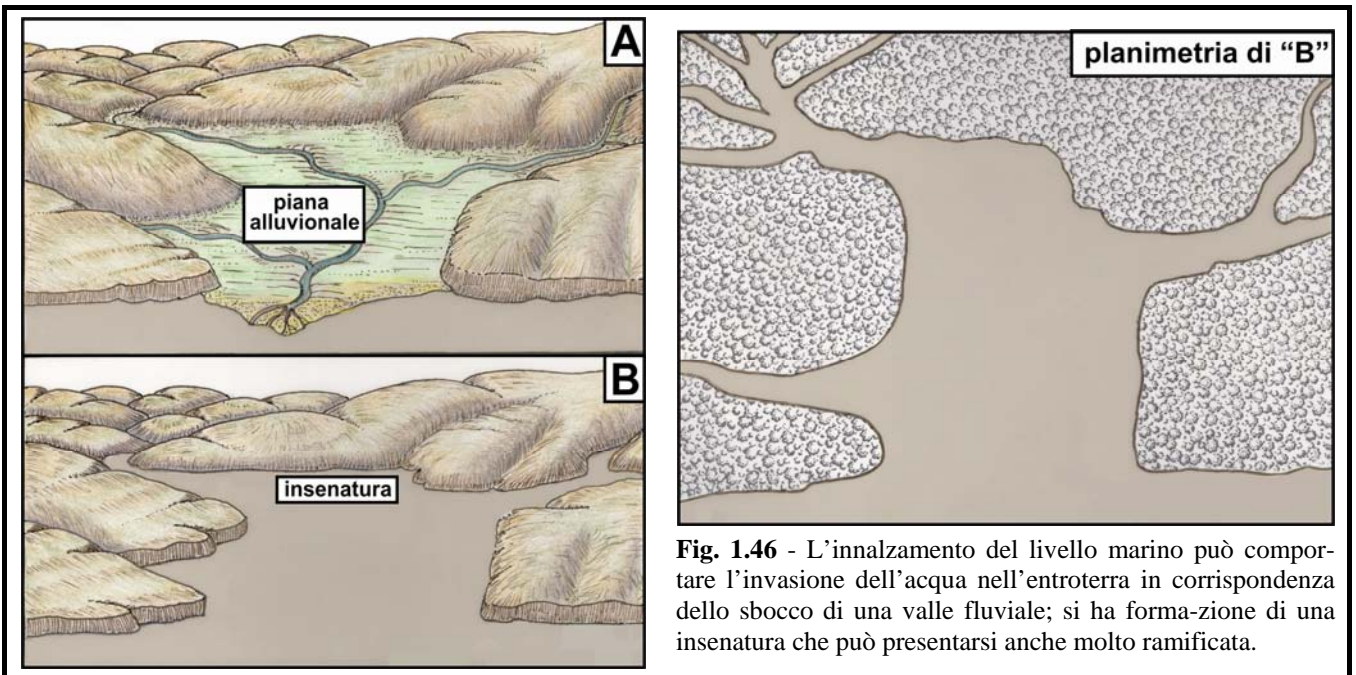 A
piana
alluvionale
B
insenatura
planimetria di “B”
Fig. 1.46 - L’innalzamento del livello marino può compor-
tare l’invasione dell’acqua nell’entroterra in corrispondenza
dello sbocco di una valle fluviale; si ha forma-zione di una
insenatura che può presentarsi anche molto ramificata.